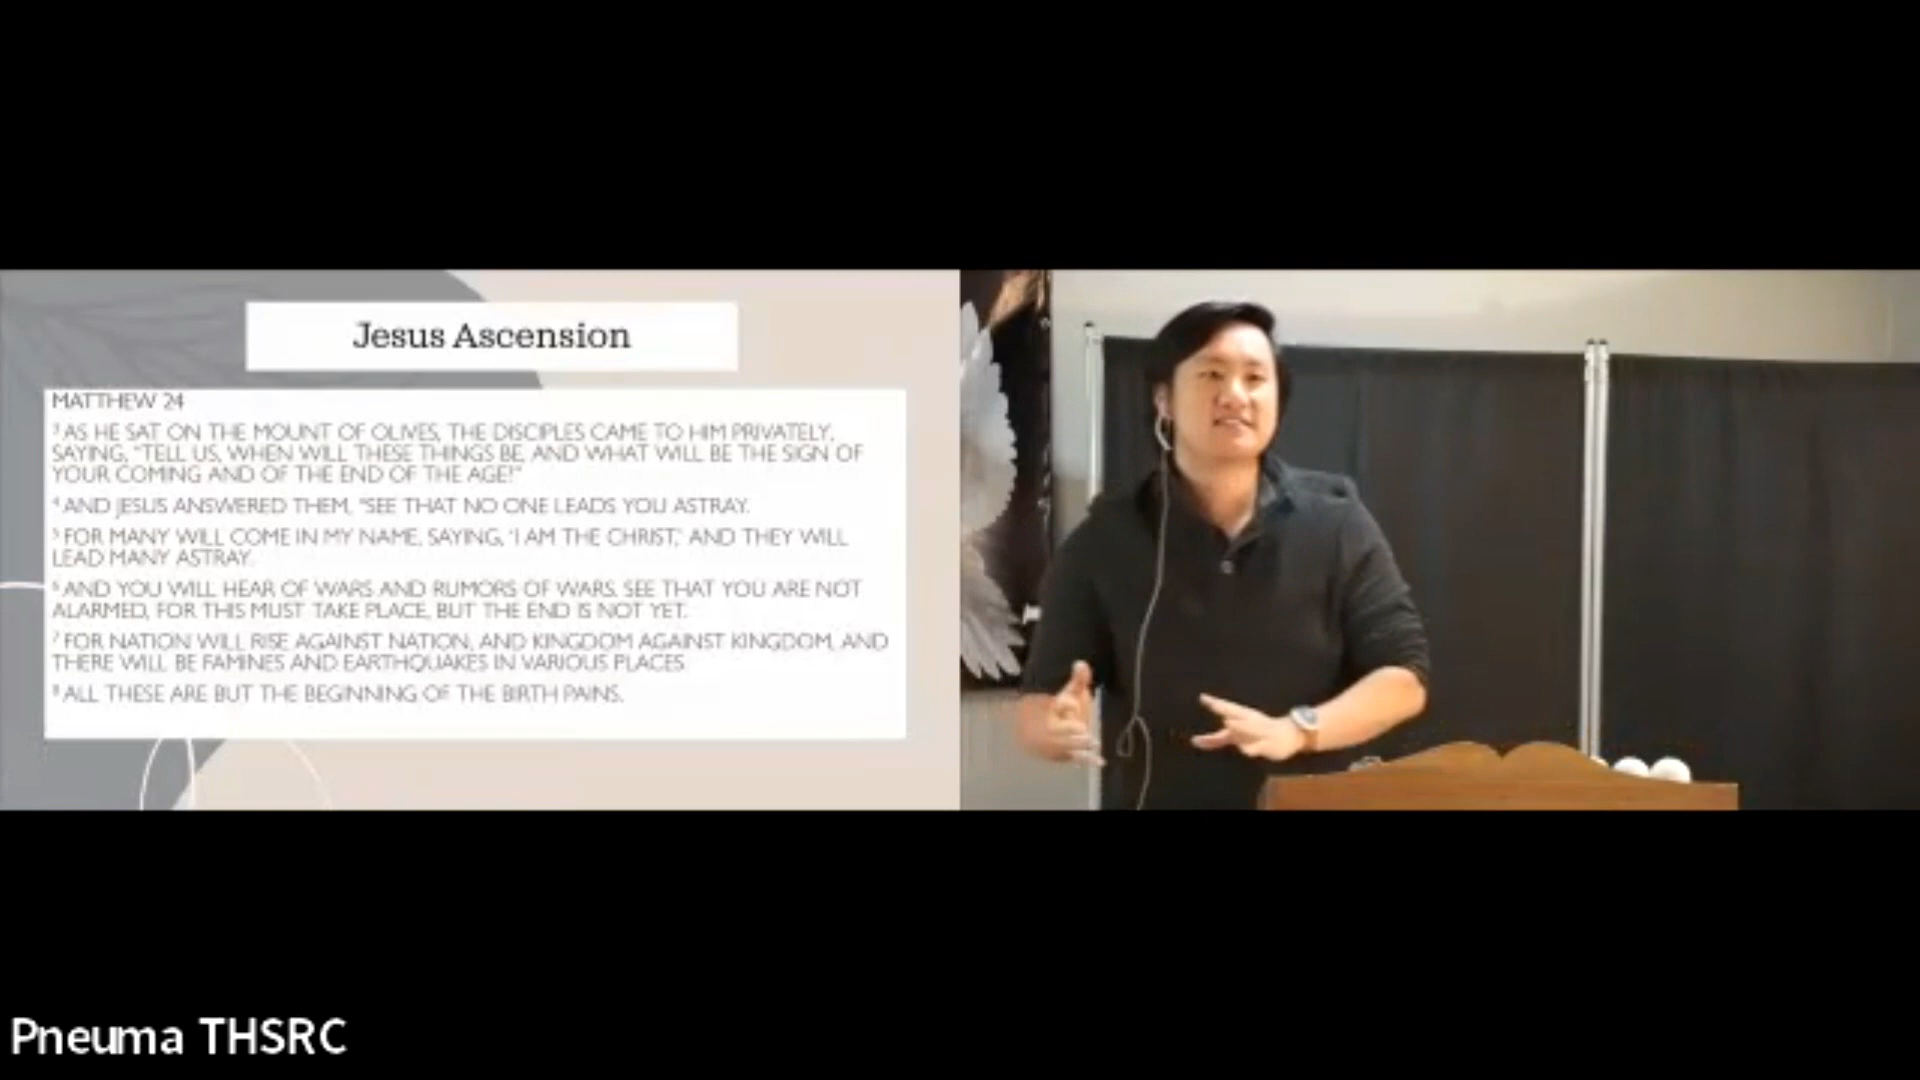 Jesus Ascension
MATTHEW 24
3 AS HE SAT ON THE MOUNT OF OLIVES, THE DISCIPLES CAME TO HIM PRIVATELY,
SAYING, "TELL US, WHEN WILL THESE THINGS BE, AND WHAT WILL BE THE SIGN OF
YOUR COMING AND OF THE END OF THE AGE?"
4 AND JESUS ANSWERED THEM, "SEE THAT NO ONE LEADS YOU ASTRAY.
5 FOR MANY WILL COME IN MY NAME, SAYING, 'I AM THE CHRIST,' AND THEY WILL
LEAD MANY ASTRAY.
6 AND YOU WILL HEAR OF WARS AND RUMORS OF WARS. SEE THAT YOU ARE NOT
ALARMED, FOR THIS MUST TAKE PLACE, BUT THE END IS NOT YET.
7 FOR NATION WILL RISE AGAINST NATION, AND KINGDOM AGAINST KINGDOM, AND
THERE WILL BE FAMINES AND EARTHQUAKES IN VARIOUS PLACES.
8 ALL THESE ARE BUT THE BEGINNING OF THE BIRTH PAINS.
Pneuma THSRC